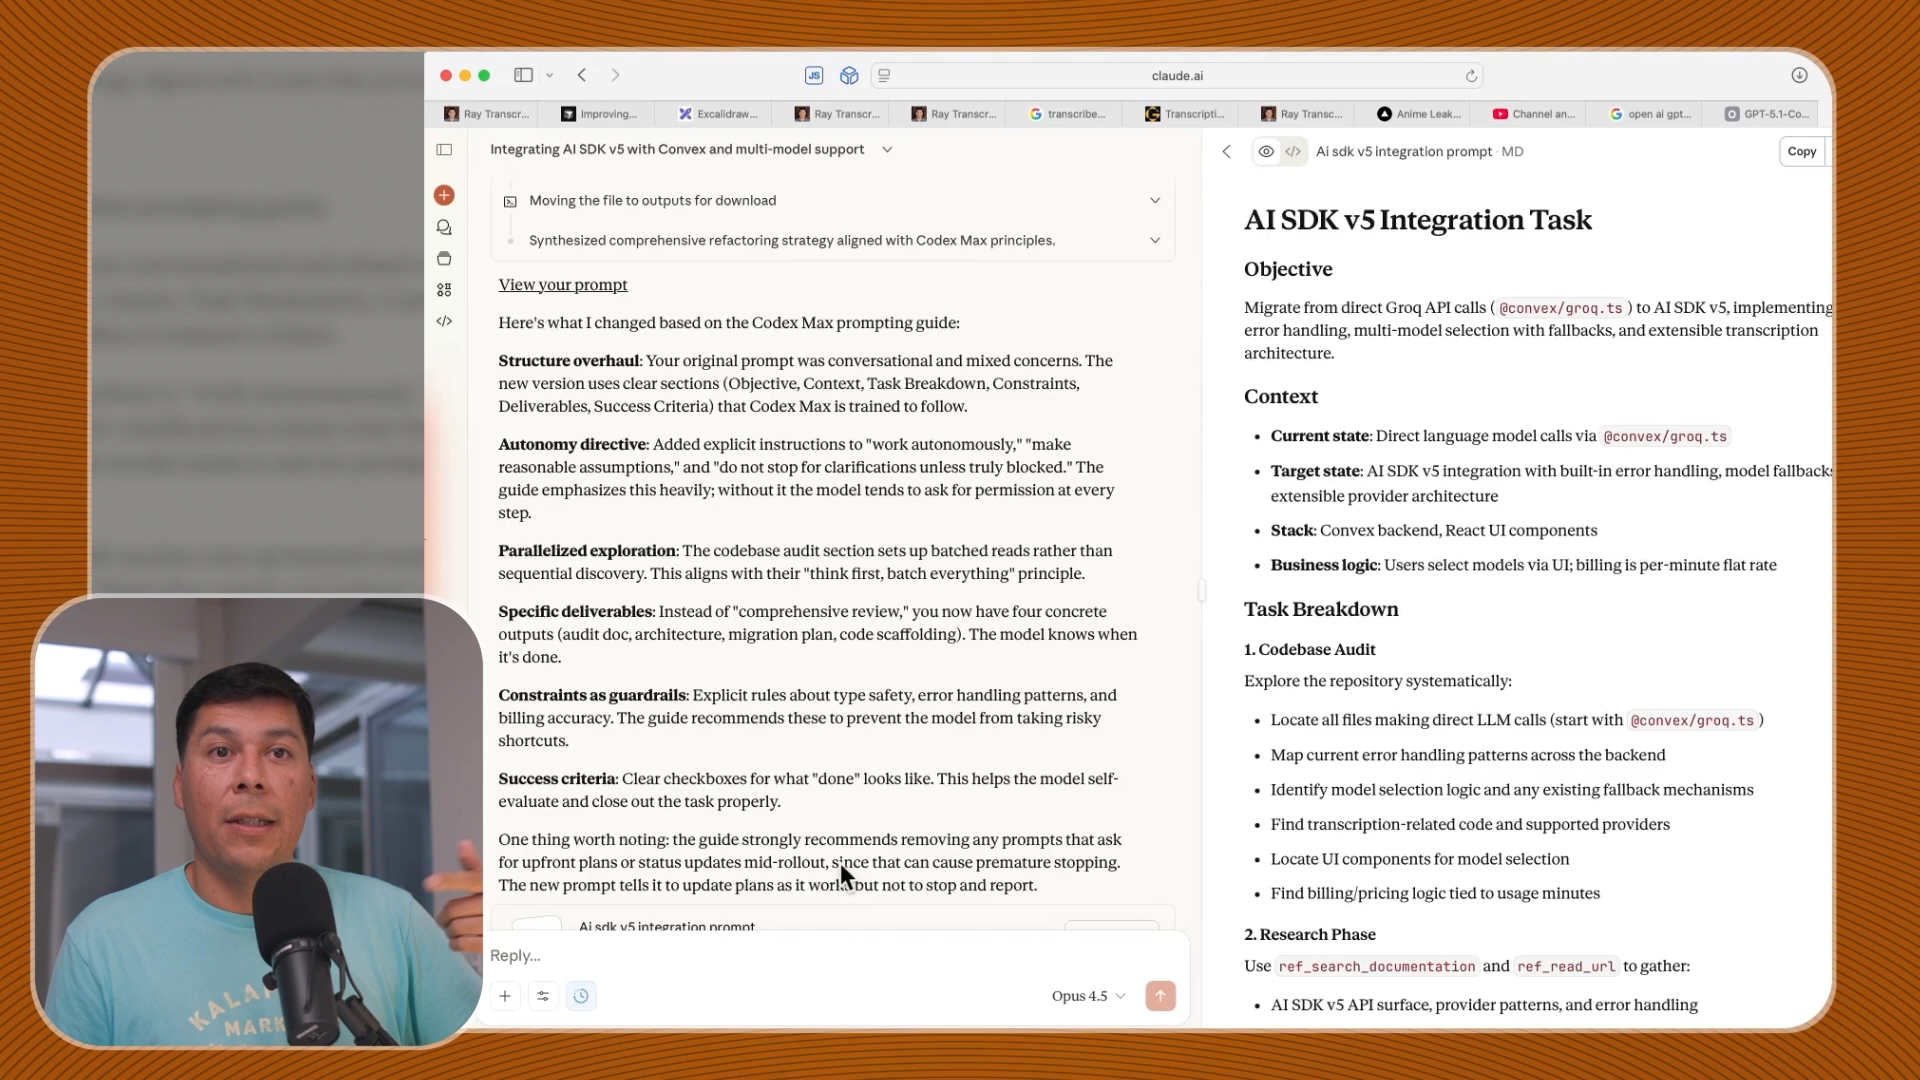 claude.ai
Ray Transcr...
Improving...
Excalidraw...
Ray Transcr...
Ray Transcr...
transcribe...
Transcripti...
Ray Transc...
Anime Leak...
Channel an...
open ai gpt...
GPT-5.1-Co...
Integrating AI SDK v5 with Convex and multi-model support
Moving the file to outputs for download
Synthesized comprehensive refactoring strategy aligned with Codex Max principles.
View your prompt
Here's what I changed based on the Codex Max prompting guide:
Structure overhaul: Your original prompt was conversational and mixed concerns. The
new version uses clear sections (Objective, Context, Task Breakdown, Constraints,
Deliverables, Success Criteria) that Codex Max is trained to follow.
Autonomy directive: Added explicit instructions to "work autonomously," "make
reasonable assumptions," and "do not stop for clarifications unless truly blocked." The
guide emphasizes this heavily; without it the model tends to ask for permission at every
step.
Parallelized exploration: The codebase audit section sets up batched reads rather than
sequential discovery. This aligns with their "think first, batch everything" principle.
Specific deliverables: Instead of "comprehensive review," you now have four concrete
outputs (audit doc, architecture, migration plan, code scaffolding). The model knows when
it's done.
Constraints as guardrails: Explicit rules about type safety, error handling patterns, and
billing accuracy. The guide recommends these to prevent the model from taking risky
shortcuts.
Success criteria: Clear checkboxes for what "done" looks like. This helps the model self-
evaluate and close out the task properly.
One thing worth noting: the guide strongly recommends removing any prompts that ask
for upfront plans or status updates mid-rollout, since that can cause premature stopping.
The new prompt tells it to update plans as it work but not to stop and report.
Ai sdk v5 integration prompt
Reply...
Opus 4.5
Ai sdk v5 integration prompt · MD
Copy
AI SDK v5 Integration Task
Objective
Migrate from direct Groq API calls ( @convex/groq.ts ) to AI SDK v5, implementing
error handling, multi-model selection with fallbacks, and extensible transcription
architecture.
Context
• Current state: Direct language model calls via @convex/groq.ts
• Target state: AI SDK v5 integration with built-in error handling, model fallbacks
extensible provider architecture
• Stack: Convex backend, React UI components
• Business logic: Users select models via UI; billing is per-minute flat rate
Task Breakdown
1. Codebase Audit
Explore the repository systematically:
• Locate all files making direct LLM calls (start with @convex/groq.ts )
• Map current error handling patterns across the backend
• Identify model selection logic and any existing fallback mechanisms
• Find transcription-related code and supported providers
• Locate UI components for model selection
• Find billing/pricing logic tied to usage minutes
2. Research Phase
Use ref_search_documentation and ref_read_url to gather:
• AI SDK v5 API surface, provider patterns, and error handling
JS
KALA
MARK